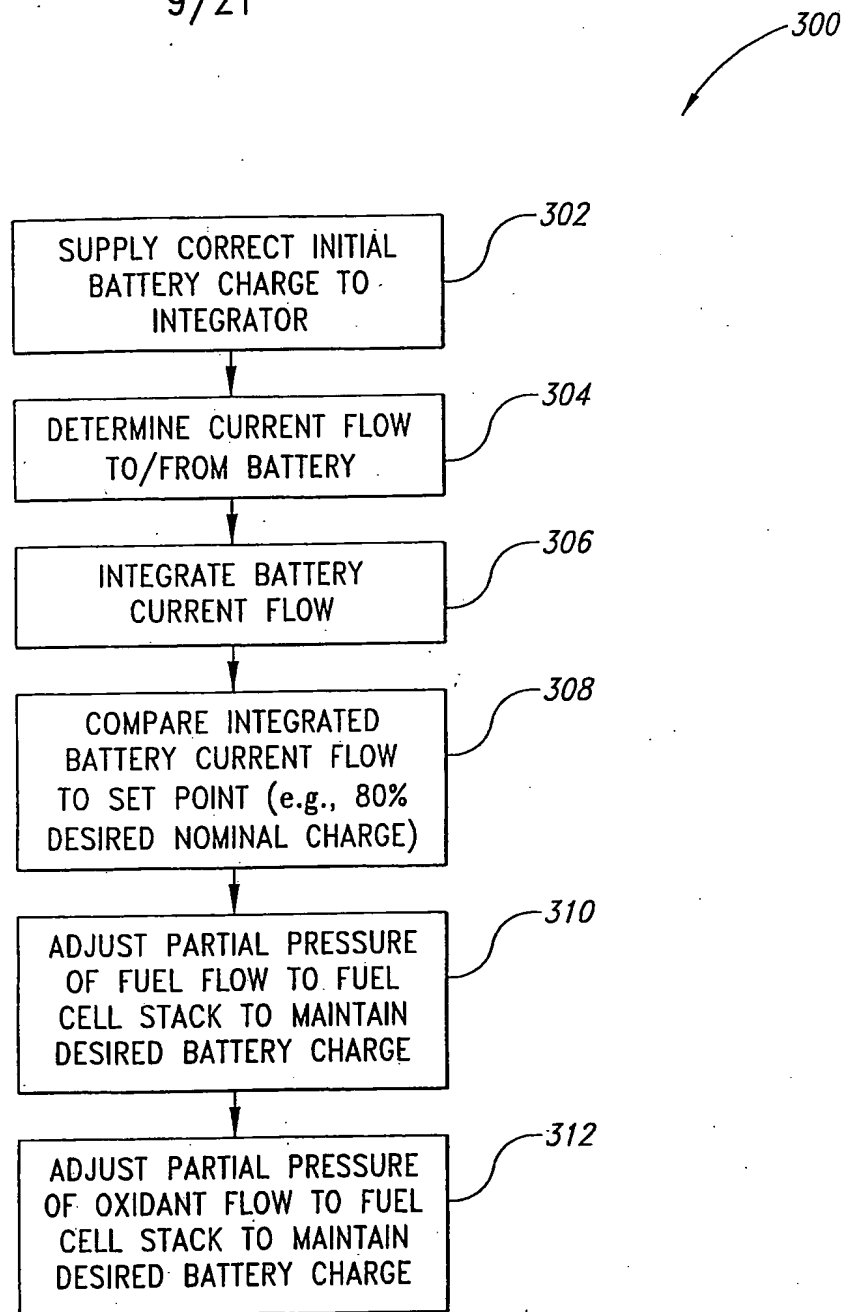 9/21
300
302
SUPPLY CORRECT INITIAL
BATTERY CHARGE TO
INTEGRATOR
304
DETERMINE CURRENT FLOW
TO/FROM BATTERY
306
INTEGRATE BATTERY
CURRENT FLOW
308
COMPARE INTEGRATED
BATTERY CURRENT FLOW
TO SET POINT (e.g., 80%
DESIRED NOMINAL CHARGE)
310
ADJUST PARTIAL PRESSURE
OF FUEL FLOW TO FUEL
CELL STACK TO MAINTAIN
DESIRED BATTERY CHARGE
312
ADJUST PARTIAL PRESSURE
OF OXIDANT FLOW TO FUEL
CELL STACK TO MAINTAIN
DESIRED BATTERY CHARGE